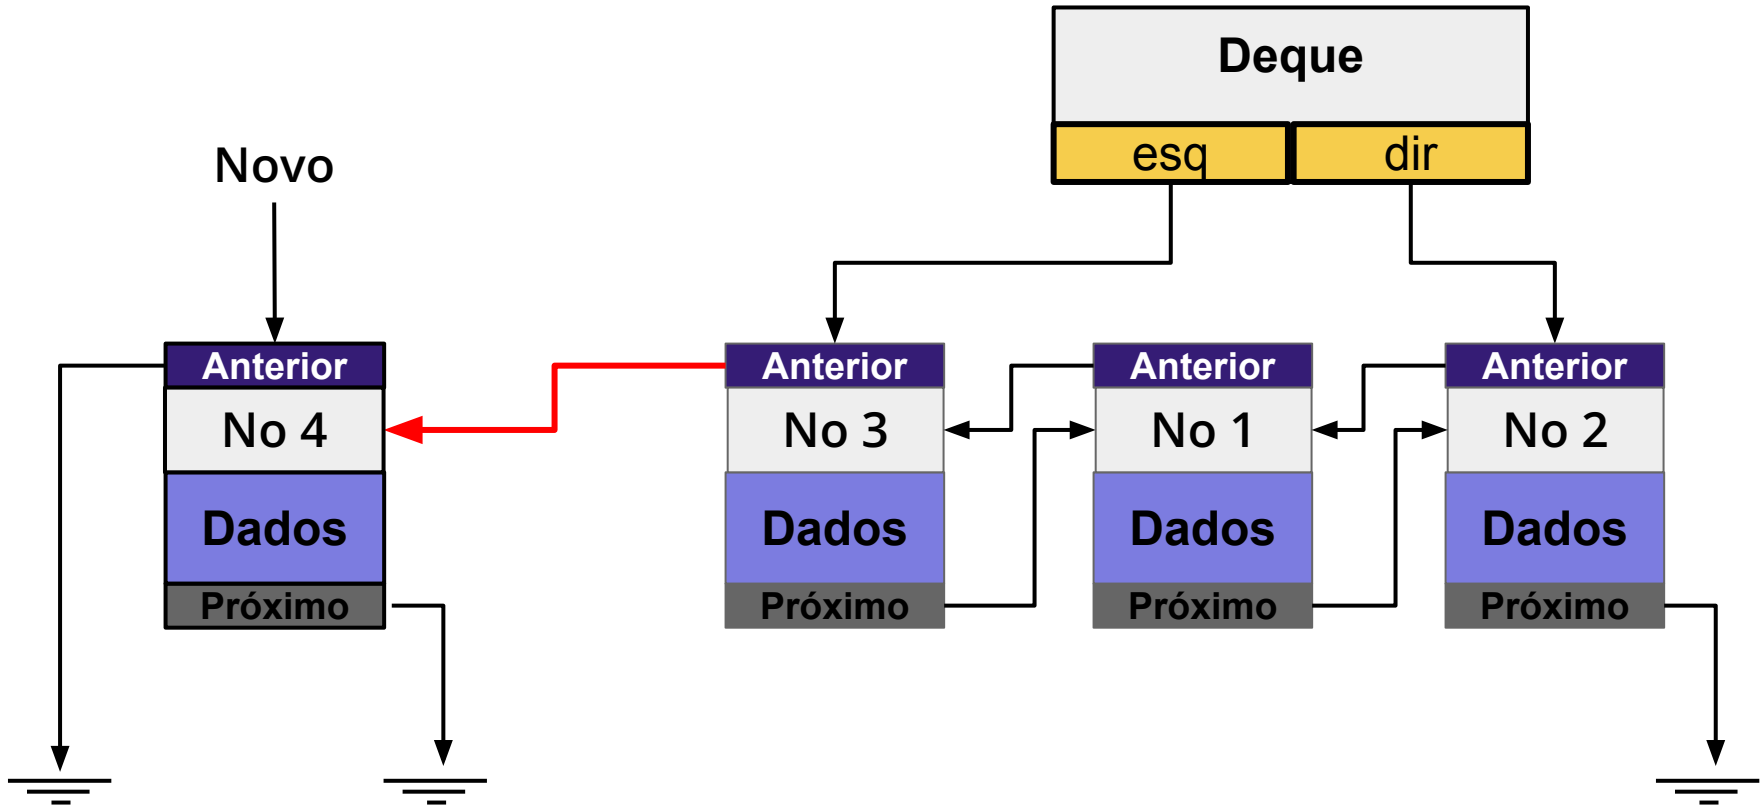 Deque
esq dir
Novo
Anterior Anterior Anterior Anterior
No 4 No 3 No 1 No 2
Dados Dados Dados Dados
Próximo Próximo Próximo Próximo